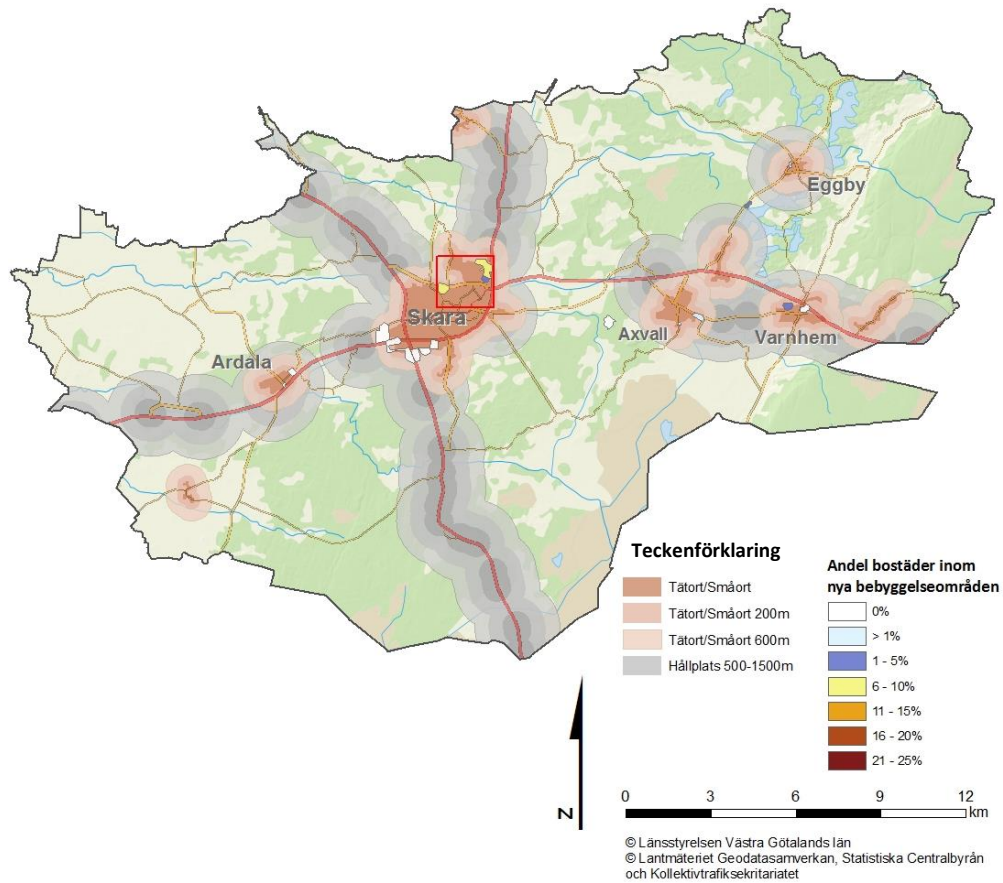 Eggby
Skara
Axvall
Varnhem
Ardala
Teckenförklaring
Tätort/Småort
Tätort/Småort 200m
Tätort/Småort 600m
Hållplats 500-1500m
Andel bostäder inom
nya bebyggelseområden
0%
> 1%
1 - 5%
6 - 10%
11 - 15%
16 - 20%
21 - 25%
N
0 3 6 9 12
km
© Länsstyrelsen Västra Götalands län
© Lantmäteriet Geodatasamverkan, Statistiska Centralbyrån
och Kollektivtrafiksekritariatet